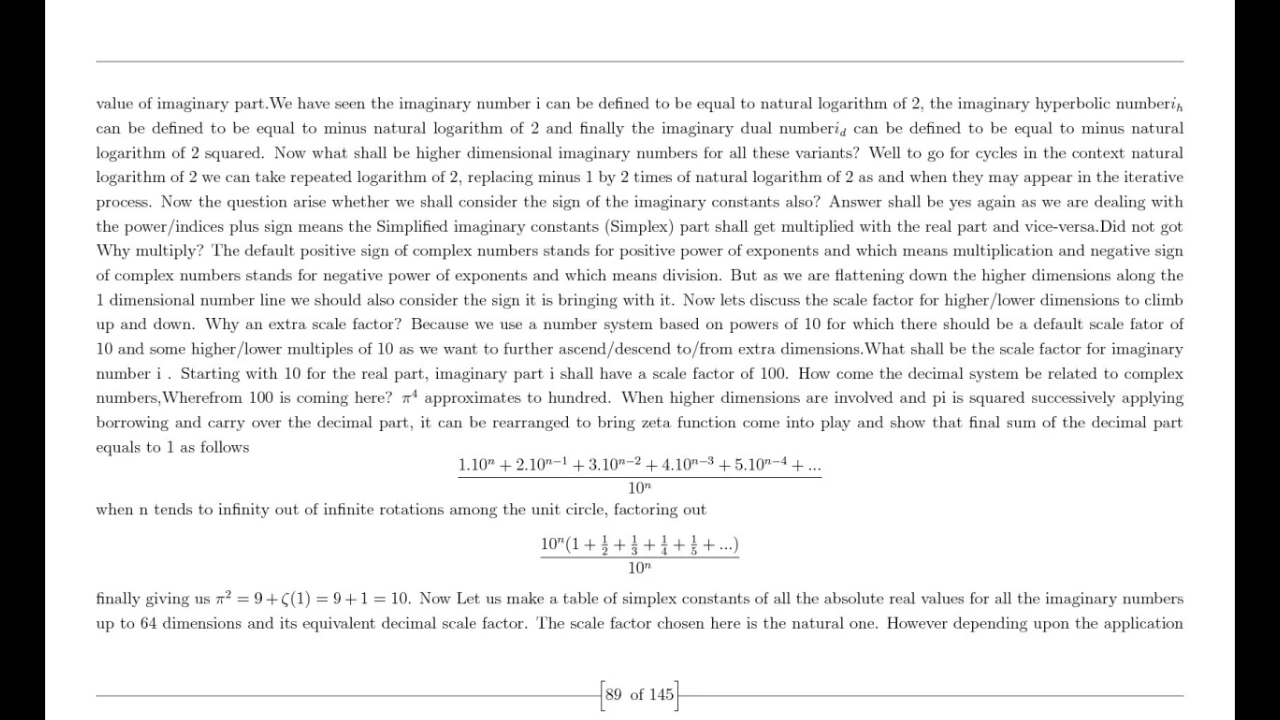 value of imaginary part.We have seen the imaginary number i can be defined to be equal to natural logarithm of 2, the imaginary hyperbolic numberi_h
can be defined to be equal to minus natural logarithm of 2 and finally the imaginary dual numberi_d can be defined to be equal to minus natural
logarithm of 2 squared. Now what shall be higher dimensional imaginary numbers for all these variants? Well to go for cycles in the context natural
logarithm of 2 we can take repeated logarithm of 2, replacing minus 1 by 2 times of natural logarithm of 2 as and when they may appear in the iterative
process. Now the question arise whether we shall consider the sign of the imaginary constants also? Answer shall be yes again as we are dealing with
the power/indices plus sign means the Simplified imaginary constants (Simplex) part shall get multiplied with the real part and vice-versa.Did not got
Why multiply? The default positive sign of complex numbers stands for positive power of exponents and which means multiplication and negative sign
of complex numbers stands for negative power of exponents and which means division. But as we are flattening down the higher dimensions along the
1 dimensional number line we should also consider the sign it is bringing with it. Now lets discuss the scale factor for higher/lower dimensions to climb
up and down. Why an extra scale factor? Because we use a number system based on powers of 10 for which there should be a default scale fator of
10 and some higher/lower multiples of 10 as we want to further ascend/descend to/from extra dimensions.What shall be the scale factor for imaginary
number i . Starting with 10 for the real part, imaginary part i shall have a scale factor of 100. How come the decimal system be related to complex
numbers,Wherefrom 100 is coming here? π^4 approximates to hundred. When higher dimensions are involved and pi is squared successively applying
borrowing and carry over the decimal part, it can be rearranged to bring zeta function come into play and show that final sum of the decimal part
equals to 1 as follows
1.10^n + 2.10^{n−1} + 3.10^{n−2} + 4.10^{n−3} + 5.10^{n−4} + ...
10^n
when n tends to infinity out of infinite rotations among the unit circle, factoring out
10^n(1 + 1/2 + 1/3 + 1/4 + 1/5 + ...)
10^n
finally giving us π^2 = 9 + ζ(1) = 9 + 1 = 10. Now Let us make a table of simplex constants of all the absolute real values for all the imaginary numbers
up to 64 dimensions and its equivalent decimal scale factor. The scale factor chosen here is the natural one. However depending upon the application
[89 of 145]